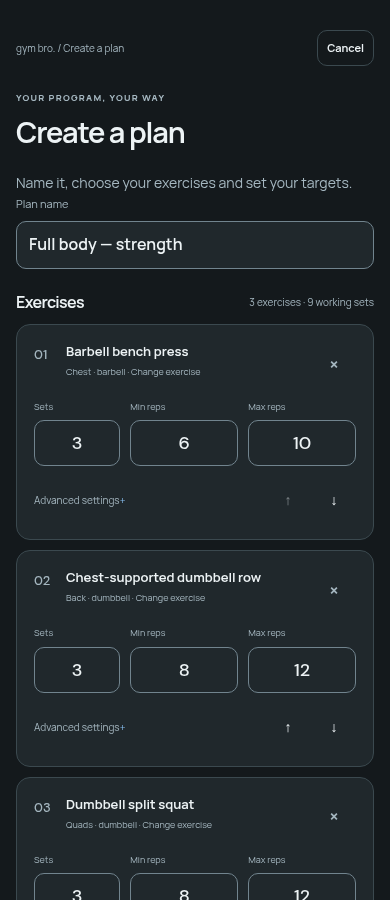 gym bro. / Create a plan
Cancel
YOUR PROGRAM, YOUR WAY
Create a plan
Name it, choose your exercises and set your targets.
Plan name
Full body — strength
Exercises
3 exercises · 9 working sets
01
Barbell bench press
×
Chest · barbell · Change exercise
Sets
Min reps
Max reps
3
6
10
Advanced settings+
↑
↓
02
Chest-supported dumbbell row
×
Back · dumbbell · Change exercise
Sets
Min reps
Max reps
3
8
12
Advanced settings+
↑
↓
03
Dumbbell split squat
×
Quads · dumbbell · Change exercise
Sets
Min reps
Max reps
3
8
12